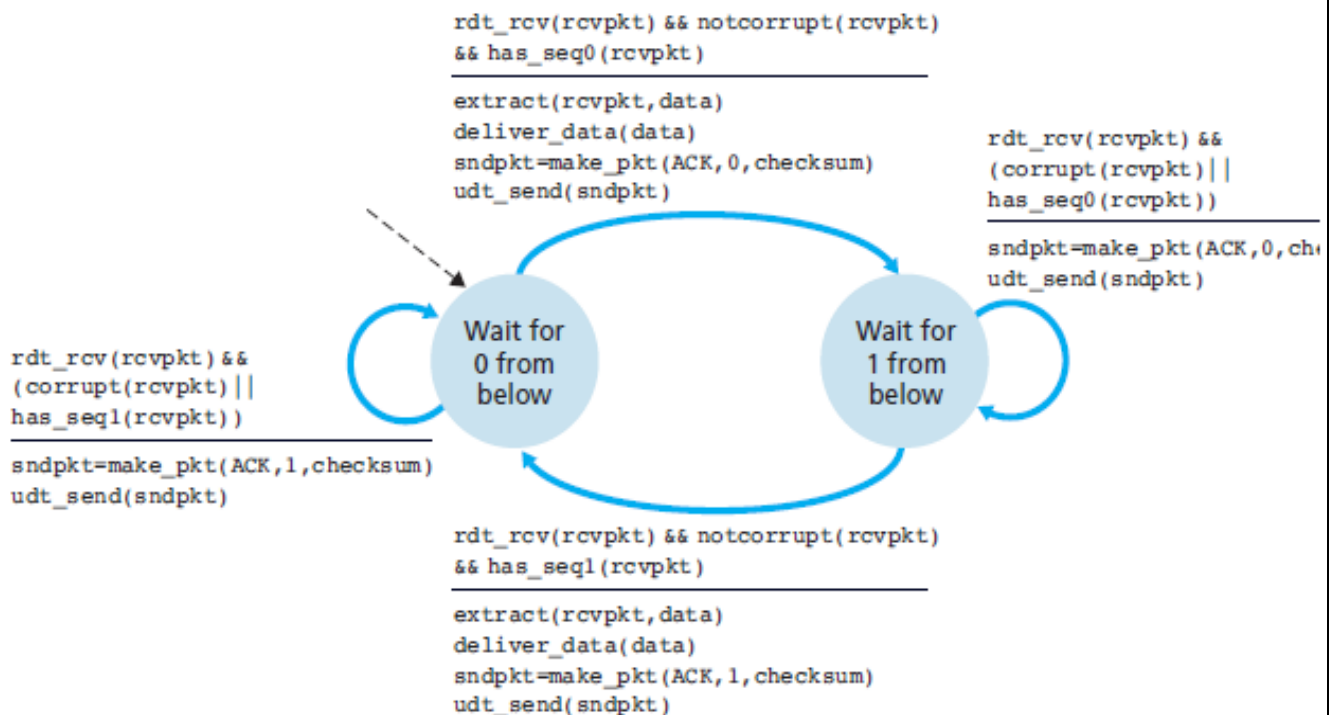 rdt_rcv(rcvpkt) && notcorrupt(rcvpkt)
&& has_seq0(rcvpkt)
extract(rcvpkt,data)
deliver_data(data)
sndpkt=make_pkt(ACK,0,checksum)
udt_send(sndpkt)
rdt_rcv(rcvpkt) &&
(corrupt(rcvpkt)||
has_seq0(rcvpkt))
sndpkt=make_pkt(ACK,0,che
udt_send(sndpkt)
Wait for
0 from
below
Wait for
1 from
below
rdt_rcv(rcvpkt) &&
(corrupt(rcvpkt)||
has_seq1(rcvpkt))
sndpkt=make_pkt(ACK,1,checksum)
udt_send(sndpkt)
rdt_rcv(rcvpkt) && notcorrupt(rcvpkt)
&& has_seq1(rcvpkt)
extract(rcvpkt,data)
deliver_data(data)
sndpkt=make_pkt(ACK,1,checksum)
udt_send(sndpkt)